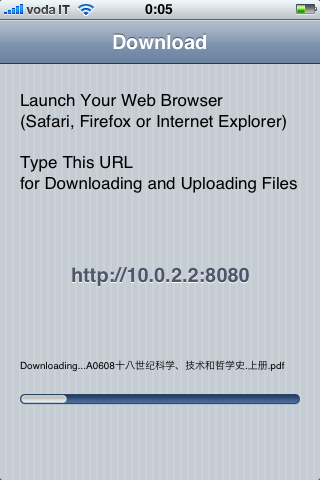 voda IT 0:05
Download
Launch Your Web Browser
(Safari, Firefox or Internet Explorer)
Type This URL
for Downloading and Uploading Files
http://10.0.2.2:8080
Downloading...A0608十八世纪科学、技术和哲学史.上册.pdf